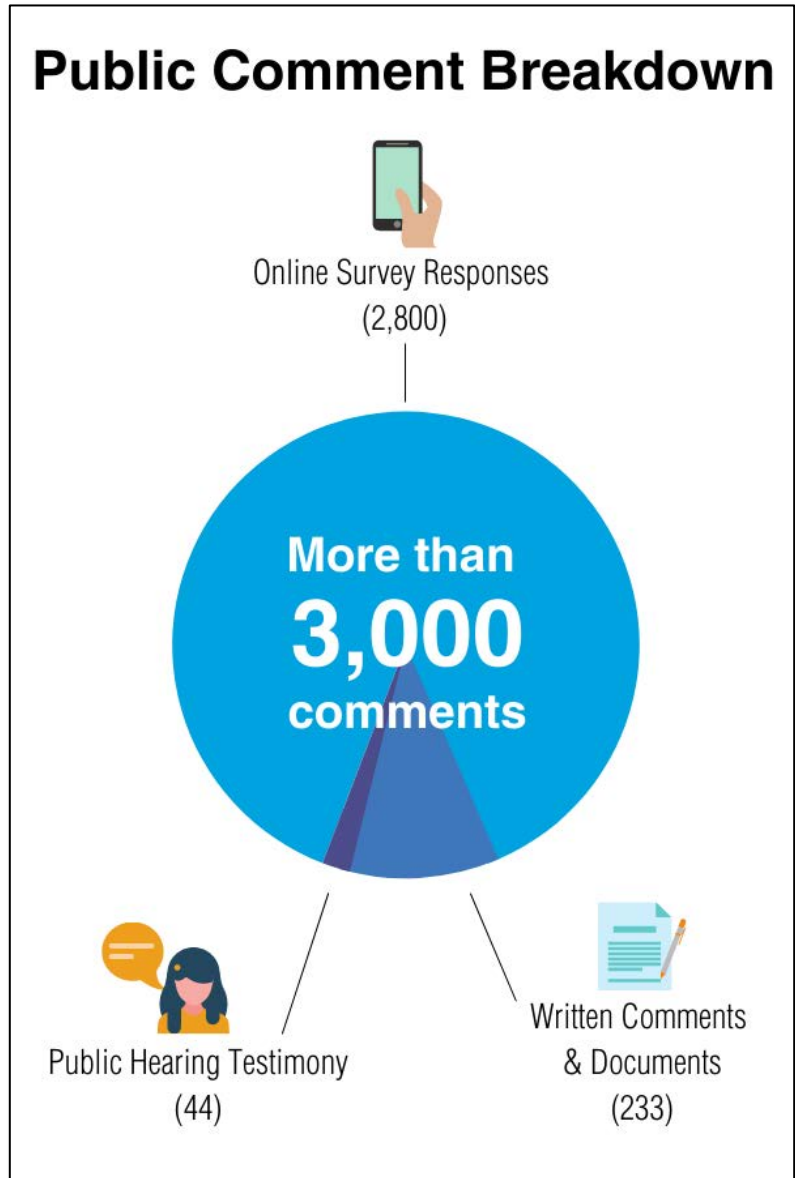 Public Comment Breakdown
Online Survey Responses
(2,800)
More than
3,000
comments
Public Hearing Testimony
(44)
Written Comments
& Documents
(233)